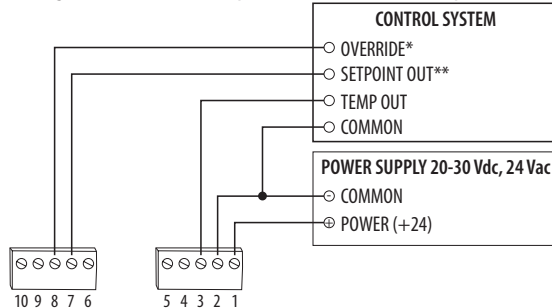 CONTROL SYSTEM
OVERRIDE*
SETPOINT OUT**
TEMP OUT
COMMON
POWER SUPPLY 20-30 Vdc, 24 Vac
COMMON
POWER (+24)
10 9 8 7 6
5 4 3 2 1